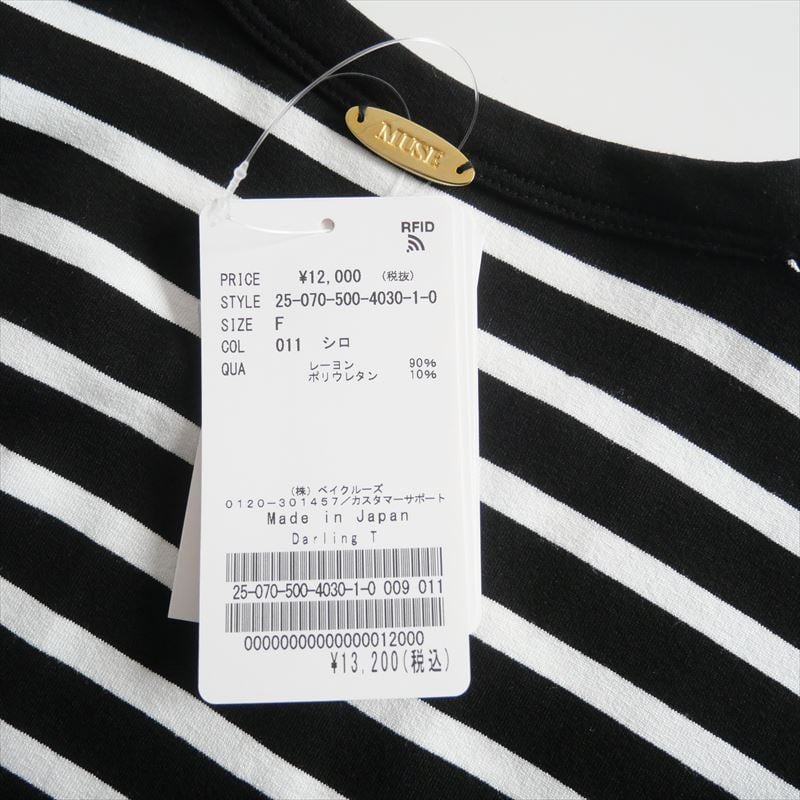 MUSE
RFID
PRICE ¥12,000 (税抜)
STYLE 25-070-500-4030-1-0
SIZE F
COL 011 シロ
QUA レーヨン 90%
ポリウレタン 10%
(株) ベイクルーズ
0120-301457/カスタマーサポート
Made in Japan
Darling T
25-070-500-4030-1-0 009 011
00000000000000012000
¥13,200(税込)